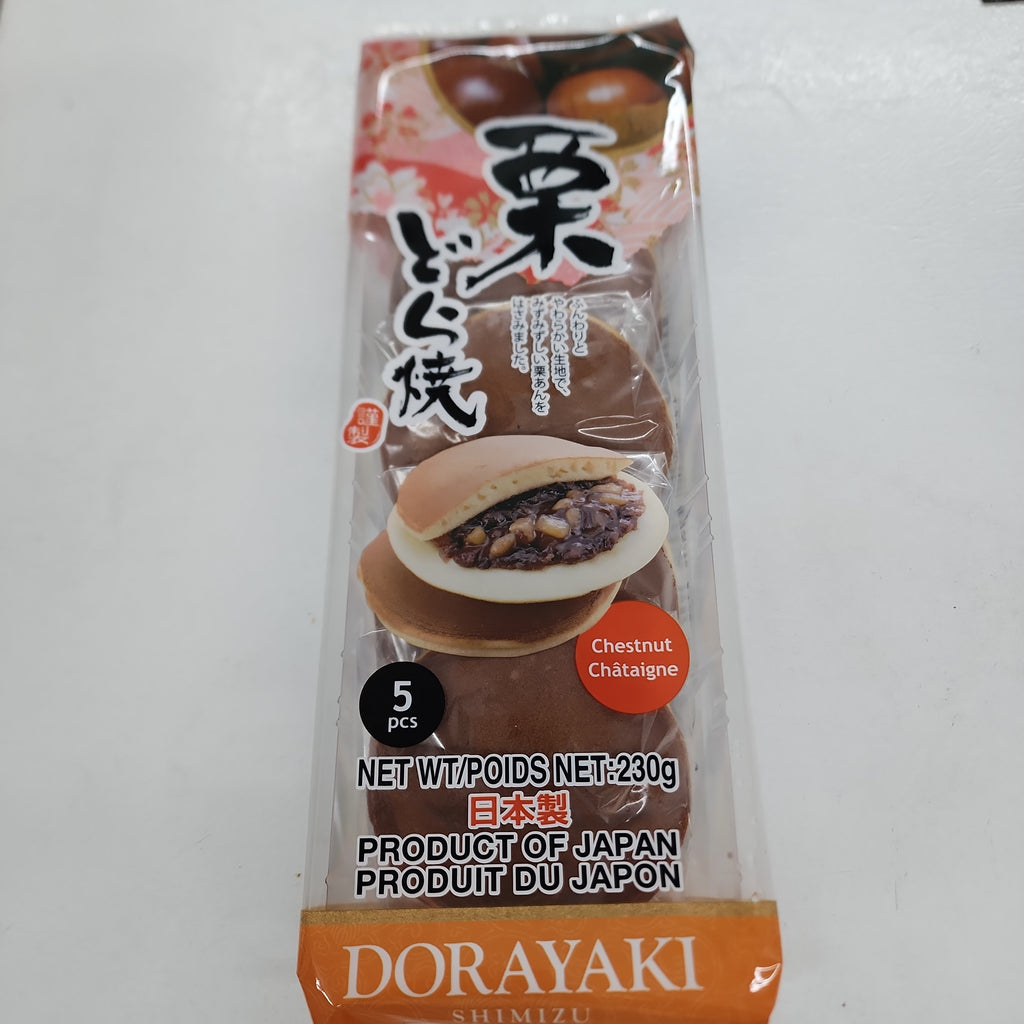 栗
どら焼
謹製
ふんわりと
やわらかい生地で、
みずみずしい栗あんを
はさみました。
Chestnut
Châtaigne
5
pcs
NET WT/POIDS NET:230g
日本製
PRODUCT OF JAPAN
PRODUIT DU JAPON
DORAYAKI
SHIMIZU